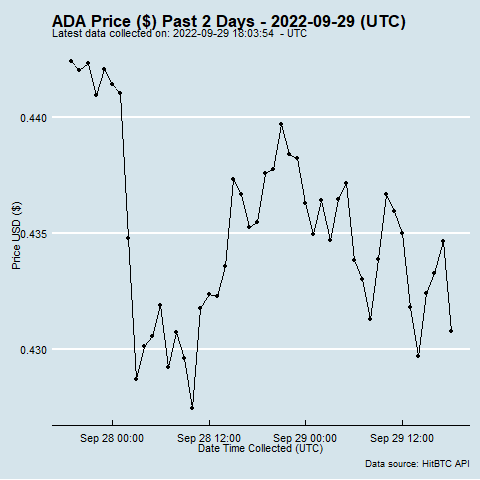 ADA Price ($) Past 2 Days - 2022-09-29 (UTC)
Latest data collected on: 2022-09-29 18:03:54  - UTC
0.440
0.435
0.430
Price USD ($)
Sep 28 00:00 Sep 28 12:00 Sep 29 00:00 Sep 29 12:00
Date Time Collected (UTC)
Data source: HitBTC API